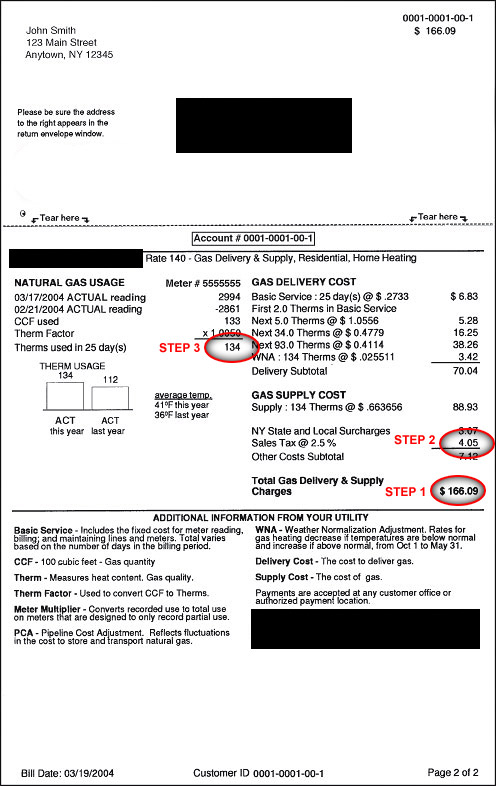 0001-0001-00-1
$ 166.09
John Smith
123 Main Street
Anytown, NY 12345
Please be sure the address
to the right appears in the
return envelope window.
Tear here
Tear here
Account # 0001-0001-00-1
Rate 140 - Gas Delivery & Supply, Residential, Home Heating
NATURAL GAS USAGE Meter # 5555555
03/17/2004 ACTUAL reading 2994
02/21/2004 ACTUAL reading -2861
CCF used 133
Therm Factor x 1.0050
Therms used in 25 day(s) STEP 3 134
THERM USAGE
134 112
ACT ACT
this year last year
average temp.
41°F this year
36°F last year
GAS DELIVERY COST
Basic Service : 25 day(s) @ $ .2733 $ 6.83
First 2.0 Therms in Basic Service
Next 5.0 Therms @ $ 1.0556 5.28
Next 34.0 Therms @ $ 0.4779 16.25
Next 93.0 Therms @ $ 0.4114 38.26
WNA : 134 Therms @ $ .025511 3.42
Delivery Subtotal 70.04
GAS SUPPLY COST
Supply : 134 Therms @ $ .663656 88.93
NY State and Local Surcharges 3.07
Sales Tax @ 2.5 % STEP 2 4.05
Other Costs Subtotal 7.12
Total Gas Delivery & Supply
Charges STEP 1 $ 166.09
ADDITIONAL INFORMATION FROM YOUR UTILITY
Basic Service - Includes the fixed cost for meter reading,
billing; and maintaining lines and meters. Total varies
based on the number of days in the billing period.
CCF - 100 cubic feet - Gas quantity
Therm - Measures heat content. Gas quality.
Therm Factor - Used to convert CCF to Therms.
Meter Multiplier - Converts recorded use to total use
on meters that are designed to only record partial use.
PCA - Pipeline Cost Adjustment. Reflects fluctuations
in the cost to store and transport natural gas.
WNA - Weather Normalization Adjustment. Rates for
gas heating decrease if temperatures are below normal
and increase if above normal, from Oct 1 to May 31.
Delivery Cost - The cost to deliver gas.
Supply Cost - The cost of gas.
Payments are accepted at any customer office or
authorized payment location.
Bill Date: 03/19/2004 Customer ID 0001-0001-00-1 Page 2 of 2